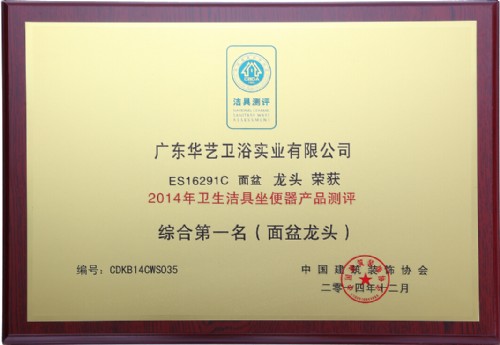 CBDA
洁具测评
广东华艺卫浴实业有限公司
ES16291C 面盆 龙头 荣获
2014年卫生洁具坐便器产品测评
综合第一名（面盆龙头）
编号：CDKB14CWS035
中国建筑装饰协会
二零一四年十二月